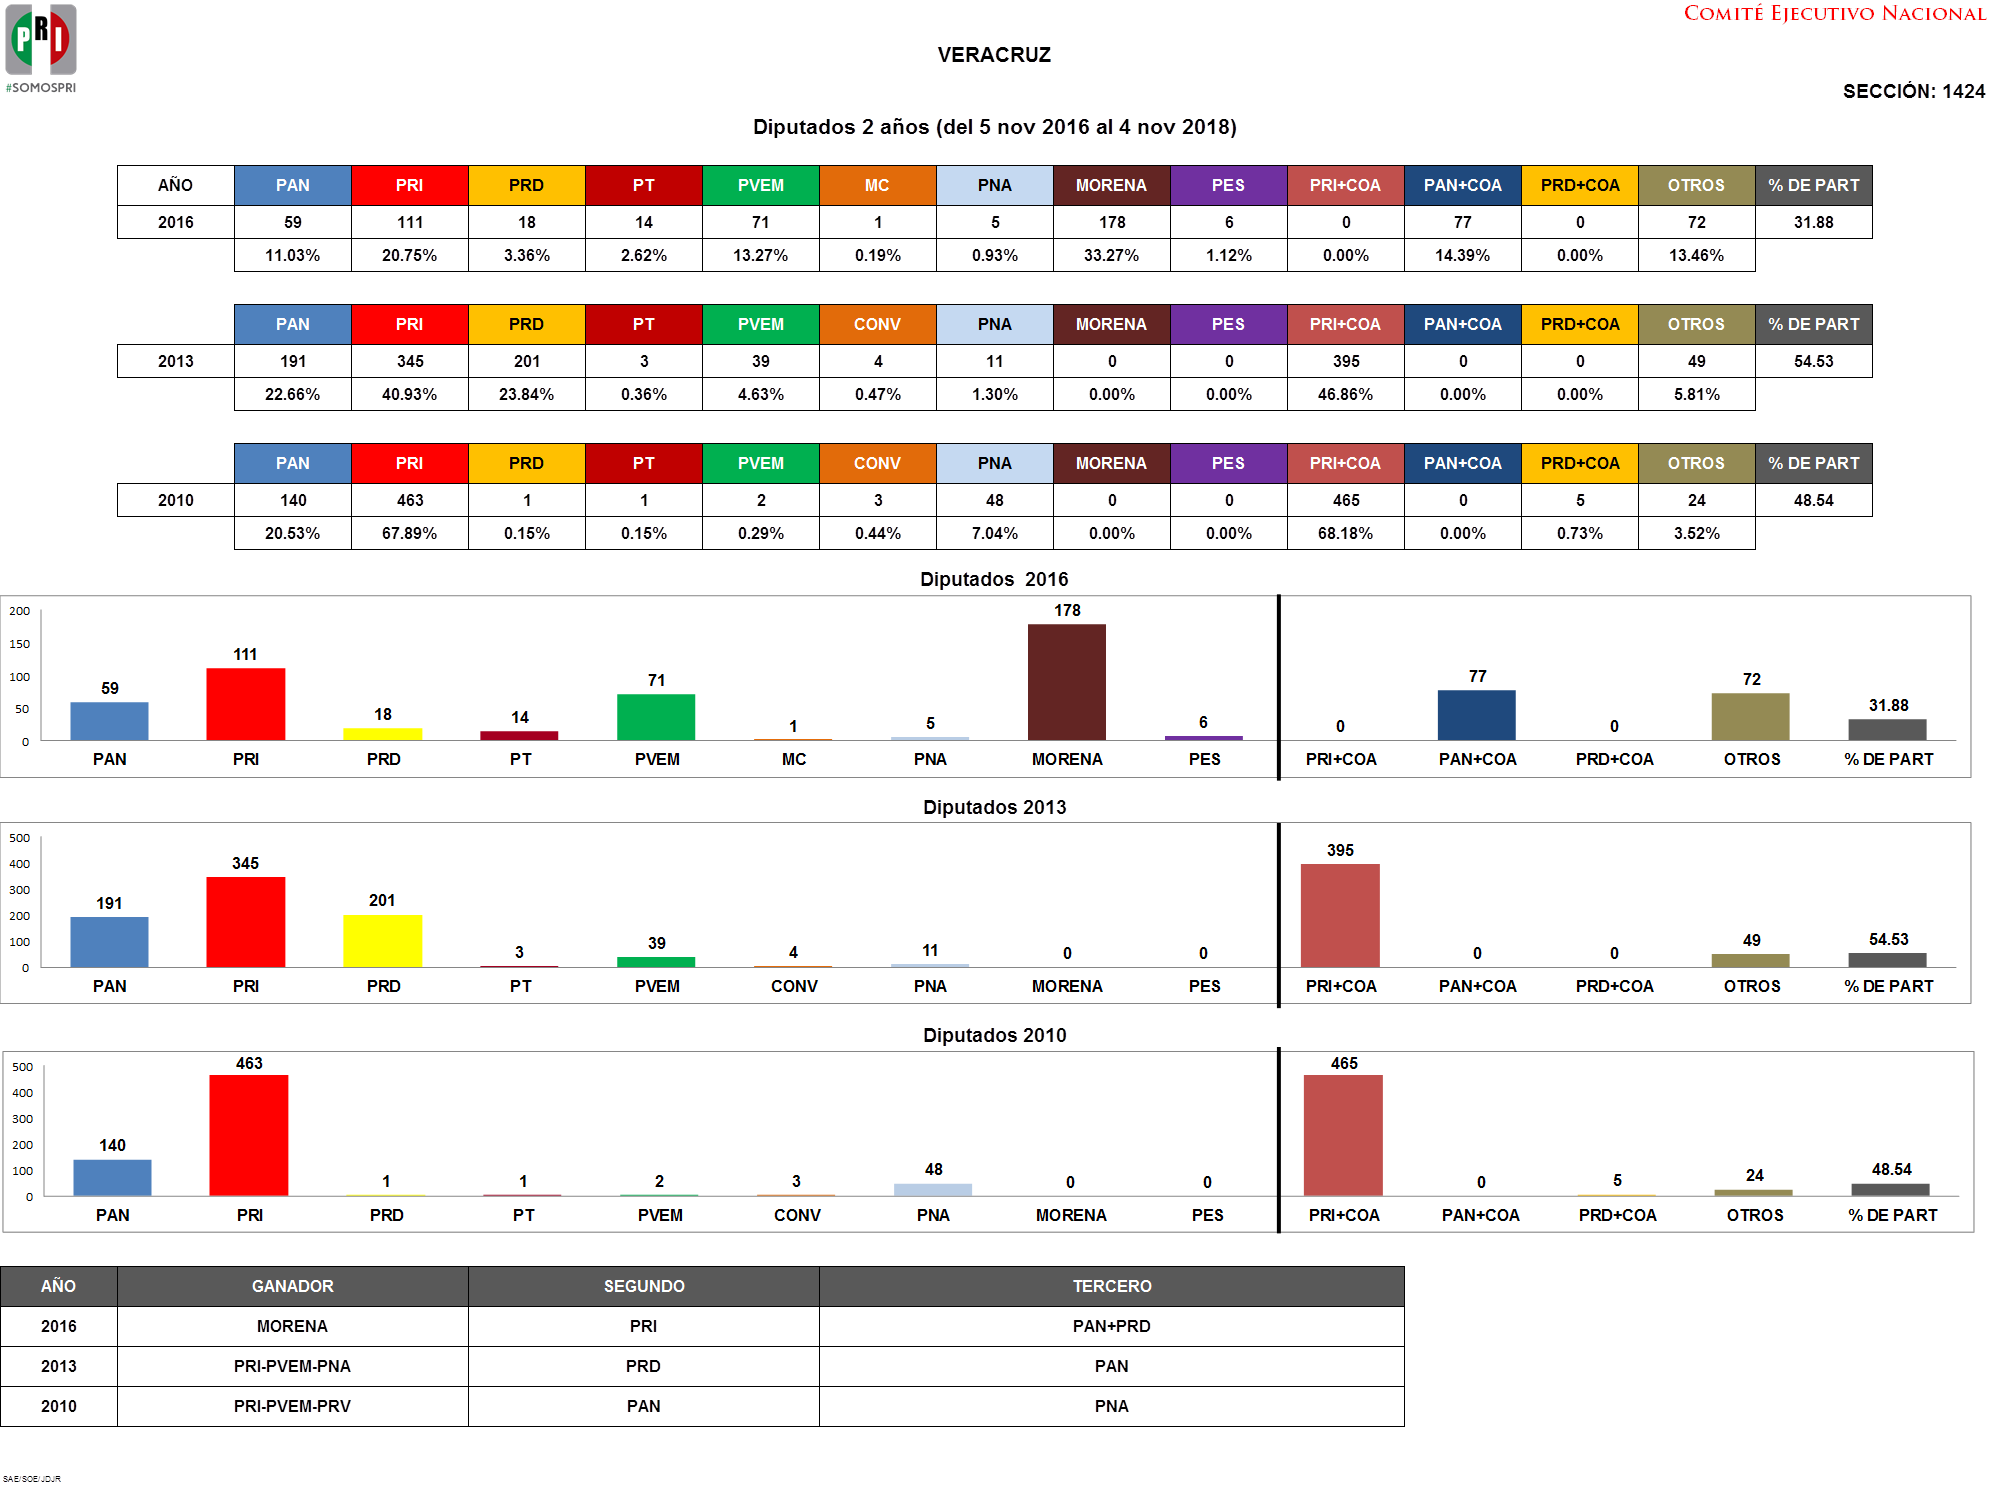 PRI
#SOMOSPRI
COMITÉ EJECUTIVO NACIONAL
VERACRUZ
SECCIÓN: 1424
Diputados 2 años (del 5 nov 2016 al 4 nov 2018)
AÑO PAN PRI PRD PT PVEM MC PNA MORENA PES PRI+COA PAN+COA PRD+COA OTROS % DE PART
2016 59 111 18 14 71 1 5 178 6 0 77 0 72 31.88
11.03% 20.75% 3.36% 2.62% 13.27% 0.19% 0.93% 33.27% 1.12% 0.00% 14.39% 0.00% 13.46%
PAN PRI PRD PT PVEM CONV PNA MORENA PES PRI+COA PAN+COA PRD+COA OTROS % DE PART
2013 191 345 201 3 39 4 11 0 0 395 0 0 49 54.53
22.66% 40.93% 23.84% 0.36% 4.63% 0.47% 1.30% 0.00% 0.00% 46.86% 0.00% 0.00% 5.81%
PAN PRI PRD PT PVEM CONV PNA MORENA PES PRI+COA PAN+COA PRD+COA OTROS % DE PART
2010 140 463 1 1 2 3 48 0 0 465 0 5 24 48.54
20.53% 67.89% 0.15% 0.15% 0.29% 0.44% 7.04% 0.00% 0.00% 68.18% 0.00% 0.73% 3.52%
Diputados 2016
200
150
100
50
0
59 111 18 14 71 1 5 178 6 0 77 0 72 31.88
PAN PRI PRD PT PVEM MC PNA MORENA PES PRI+COA PAN+COA PRD+COA OTROS % DE PART
Diputados 2013
500
400
300
200
100
0
191 345 201 3 39 4 11 0 0 395 0 0 49 54.53
PAN PRI PRD PT PVEM CONV PNA MORENA PES PRI+COA PAN+COA PRD+COA OTROS % DE PART
Diputados 2010
500
400
300
200
100
0
140 463 1 1 2 3 48 0 0 465 0 5 24 48.54
PAN PRI PRD PT PVEM CONV PNA MORENA PES PRI+COA PAN+COA PRD+COA OTROS % DE PART
AÑO GANADOR SEGUNDO TERCERO
2016 MORENA PRI PAN+PRD
2013 PRI-PVEM-PNA PRD PAN
2010 PRI-PVEM-PRV PAN PNA
SAE/SOE/JDJR